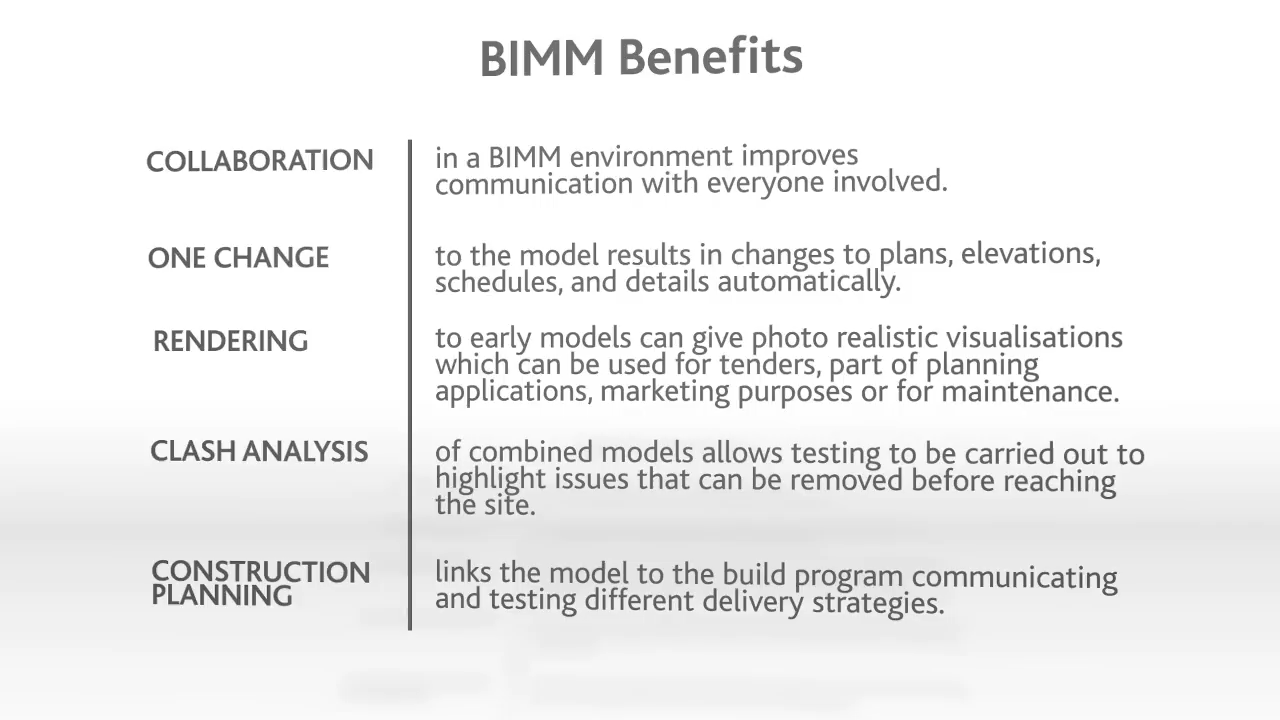 BIMM Benefits
COLLABORATION
in a BIMM environment improves
communication with everyone involved.
ONE CHANGE
to the model results in changes to plans, elevations,
schedules, and details automatically.
RENDERING
to early models can give photo realistic visualisations
which can be used for tenders, part of planning
applications, marketing purposes or for maintenance.
CLASH ANALYSIS
of combined models allows testing to be carried out to
highlight issues that can be removed before reaching
the site.
CONSTRUCTION
PLANNING
links the model to the build program communicating
and testing different delivery strategies.